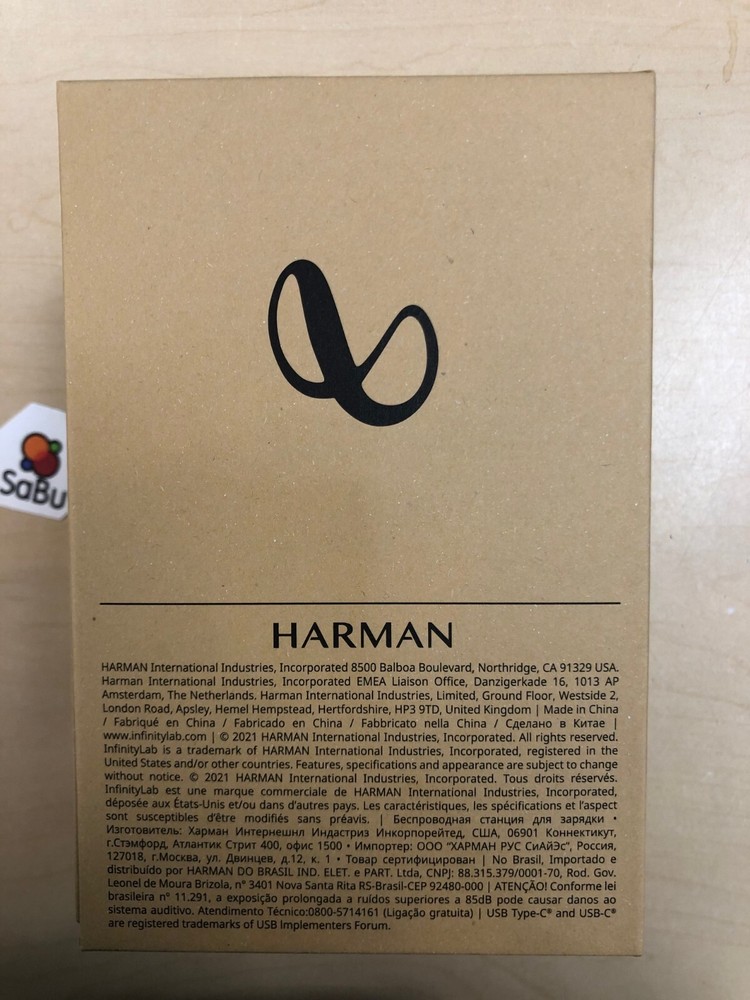 SaBu
HARMAN
HARMAN International Industries, Incorporated 8500 Balboa Boulevard, Northridge, CA 91329 USA.
Harman International Industries, Incorporated EMEA Liaison Office, Danzigerkade 16, 1013 AP
Amsterdam, The Netherlands. Harman International Industries, Limited, Ground Floor, Westside 2,
London Road, Apsley, Hemel Hempstead, Hertfordshire, HP3 9TD, United Kingdom | Made in China
/ Fabriqué en China / Fabricado en China / Fabbricato nella China / Сделано в Китае |
www.infinitylab.com | © 2021 HARMAN International Industries, Incorporated. All rights reserved.
InfinityLab is a trademark of HARMAN International Industries, Incorporated, registered in the
United States and/or other countries. Features, specifications and appearance are subject to change
without notice. © 2021 HARMAN International Industries, Incorporated. Tous droits réservés.
InfinityLab est une marque commerciale de HARMAN International Industries, Incorporated,
déposée aux États-Unis et/ou dans d'autres pays. Les caractéristiques, les spécifications et l'aspect
sont susceptibles d'être modifiés sans préavis. | Беспроводная станция для зарядки •
Изготовитель: Харман Интернешнл Индастриз Инкорпорейтед, США, 06901 Коннектикут,
г.Стэмфорд, Атлантик Стрит 400, офис 1500 • Импортер: ООО "ХАРМАН РУС СиАйЭс", Россия,
127018, г.Москва, ул. Двинцев, д.12, к. 1 • Товар сертифицирован | No Brasil, Importado e
distribuído por HARMAN DO BRASIL IND. ELET. e PART. Ltda, CNPJ: 88.315.379/0001-70, Rod. Gov.
Leonel de Moura Brizola, n° 3401 Nova Santa Rita RS-Brasil-CEP 92480-000 | ATENÇÃO! Conforme lei
brasileira n° 11.291, a exposição prolongada a ruídos superiores a 85dB pode causar danos ao
sistema auditivo. Atendimento Técnico:0800-5714161 (Ligação gratuita) | USB Type-C® and USB-C®
are registered trademarks of USB Implementers Forum.